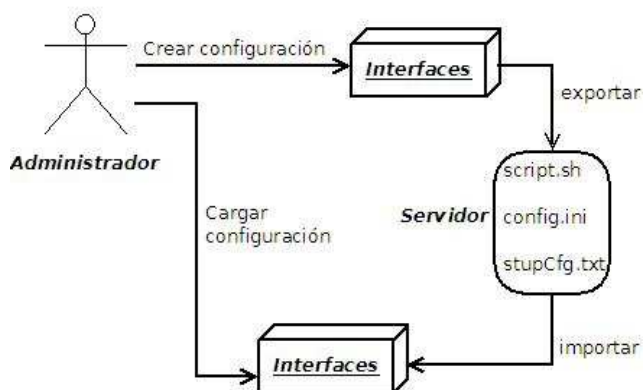 Crear configuración
Interfaces
exportar
Administrador
script.sh
Servidor
config.ini
stupCfg.txt
Cargar
configuración
importar
Interfaces